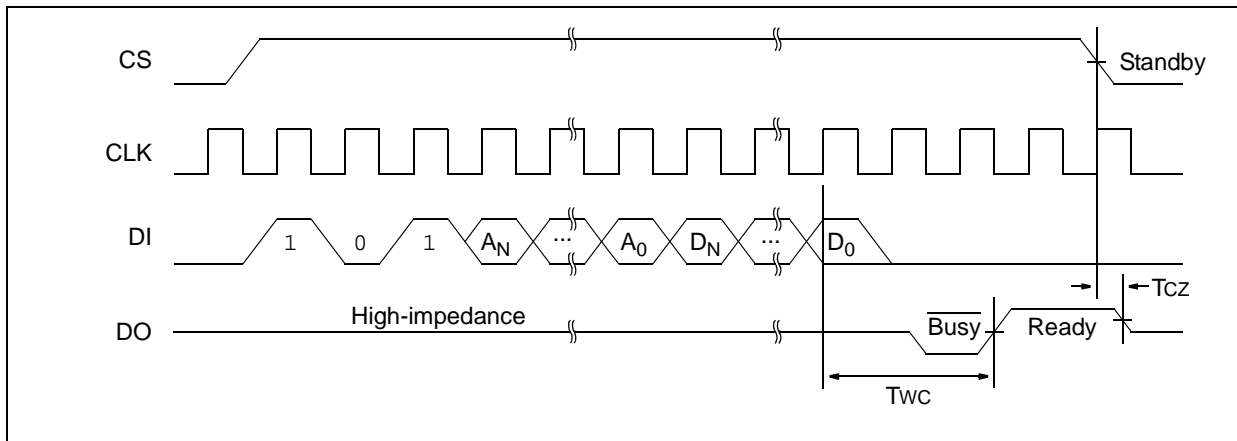 CS
Standby
CLK
DI
1 0 1 A_N ... A_0 D_N ... D_0
TCZ
High-impedance
DO
Busy
Ready
TWC